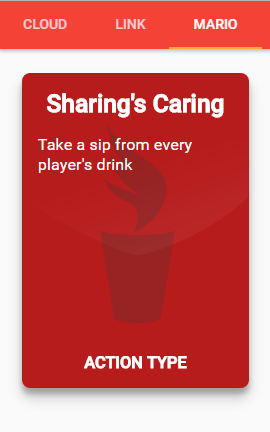 CLOUD LINK MARIO
Sharing's Caring
Take a sip from every
player's drink
ACTION TYPE